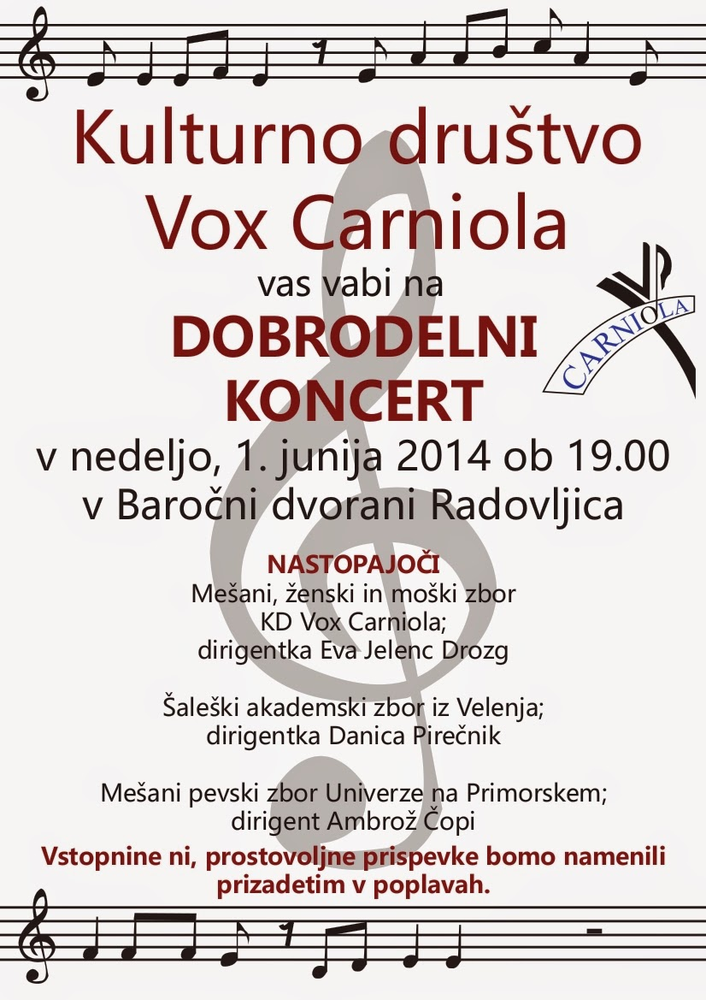 Kulturno društvo
Vox Carniola
vas vabi na
DOBRODELNI
KONCERT
CARNIOLA
v nedeljo, 1. junija 2014 ob 19.00
v Baročni dvorani Radovljica
NASTOPAJOČI
Mešani, ženski in moški zbor
KD Vox Carniola;
dirigentka Eva Jelenc Drozg
Šaleški akademski zbor iz Velenja;
dirigentka Danica Pirečnik
Mešani pevski zbor Univerze na Primorskem;
dirigent Ambrož Čopi
Vstopnine ni, prostovoljne prispevke bomo namenili
prizadetim v poplavah.